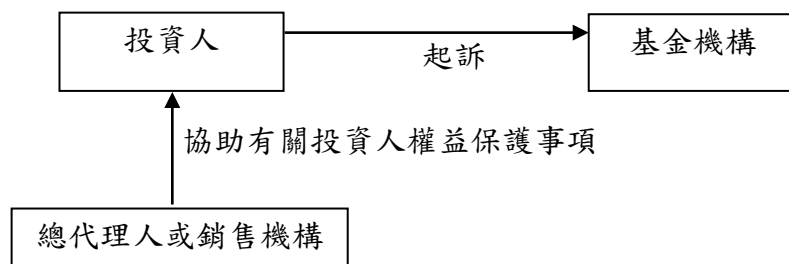 投資人
基金機構
起訴
協助有關投資人權益保護事項
總代理人或銷售機構